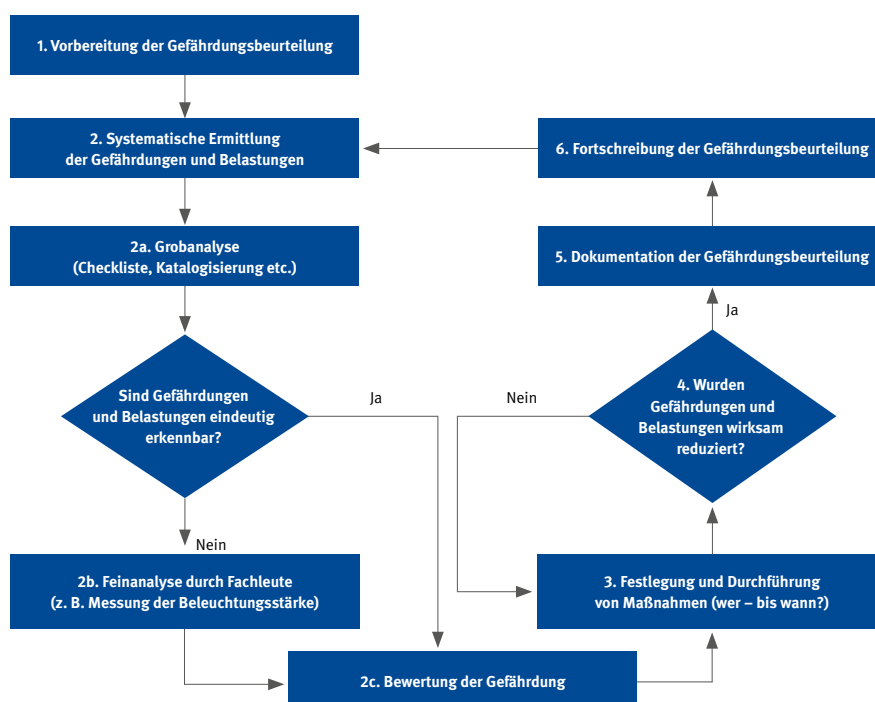 1. Vorbereitung der Gefährdungsbeurteilung
2. Systematische Ermittlung
der Gefährdungen und Belastungen
2a. Grobanalyse
(Checkliste, Katalogisierung etc.)
Sind Gefährdungen
und Belastungen eindeutig
erkennbar?
Ja
Nein
2b. Feinanalyse durch Fachleute
(z. B. Messung der Beleuchtungsstärke)
2c. Bewertung der Gefährdung
3. Festlegung und Durchführung
von Maßnahmen (wer – bis wann?)
4. Wurden
Gefährdungen und
Belastungen wirksam
reduziert?
Nein
Ja
5. Dokumentation der Gefährdungsbeurteilung
6. Fortschreibung der Gefährdungsbeurteilung